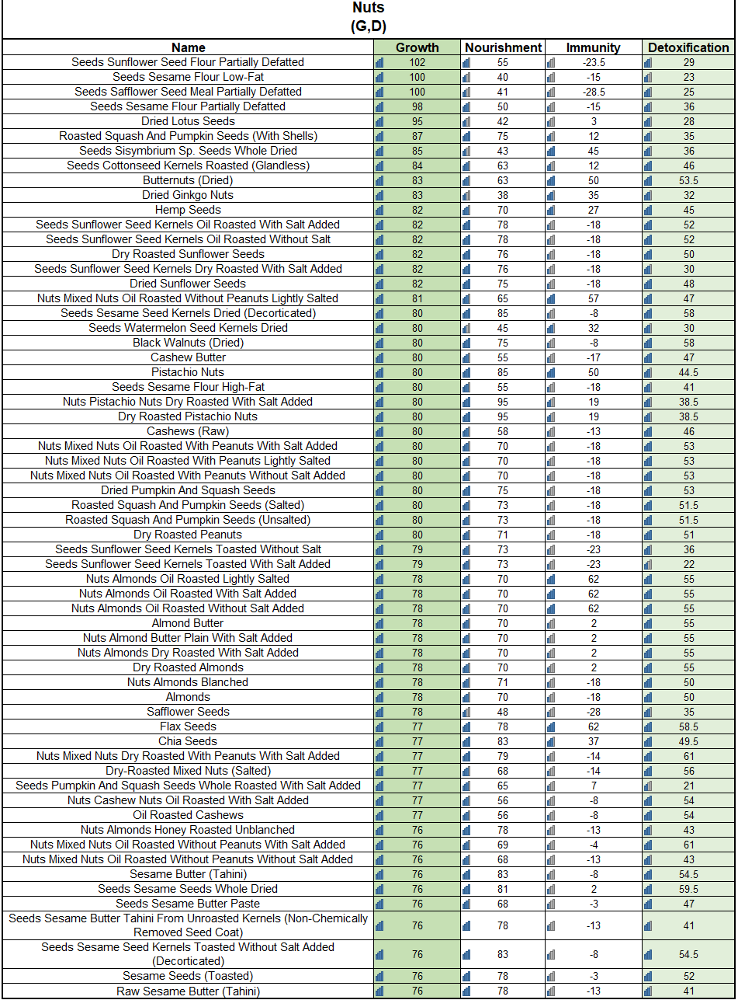 Nuts
(G,D)
Name Growth Nourishment Immunity Detoxification
Seeds Sunflower Seed Flour Partially Defatted 102 55 -23.5 29
Seeds Sesame Flour Low-Fat 100 40 -15 23
Seeds Safflower Seed Meal Partially Defatted 100 41 -28.5 25
Seeds Sesame Flour Partially Defatted 98 50 -15 36
Dried Lotus Seeds 95 42 3 28
Roasted Squash And Pumpkin Seeds (With Shells) 87 75 12 35
Seeds Sisymbrium Sp. Seeds Whole Dried 85 43 45 36
Seeds Cottonseed Kernels Roasted (Glandless) 84 63 12 46
Butternuts (Dried) 83 63 50 53.5
Dried Ginkgo Nuts 83 38 35 32
Hemp Seeds 82 70 27 45
Seeds Sunflower Seed Kernels Oil Roasted With Salt Added 82 78 -18 52
Seeds Sunflower Seed Kernels Oil Roasted Without Salt 82 78 -18 52
Dry Roasted Sunflower Seeds 82 76 -18 50
Seeds Sunflower Seed Kernels Dry Roasted With Salt Added 82 76 -18 30
Dried Sunflower Seeds 82 75 -18 48
Nuts Mixed Nuts Oil Roasted Without Peanuts Lightly Salted 81 65 57 47
Seeds Sesame Seed Kernels Dried (Decorticated) 80 85 -8 58
Seeds Watermelon Seed Kernels Dried 80 45 32 30
Black Walnuts (Dried) 80 75 -8 58
Cashew Butter 80 55 -17 47
Pistachio Nuts 80 85 50 44.5
Seeds Sesame Flour High-Fat 80 55 -18 41
Nuts Pistachio Nuts Dry Roasted With Salt Added 80 95 19 38.5
Dry Roasted Pistachio Nuts 80 95 19 38.5
Cashews (Raw) 80 58 -13 46
Nuts Mixed Nuts Oil Roasted With Peanuts With Salt Added 80 70 -18 53
Nuts Mixed Nuts Oil Roasted With Peanuts Lightly Salted 80 70 -18 53
Nuts Mixed Nuts Oil Roasted With Peanuts Without Salt Added 80 70 -18 53
Dried Pumpkin And Squash Seeds 80 75 -18 53
Roasted Squash And Pumpkin Seeds (Salted) 80 73 -18 51.5
Roasted Squash And Pumpkin Seeds (Unsalted) 80 73 -18 51.5
Dry Roasted Peanuts 80 71 -18 51
Seeds Sunflower Seed Kernels Toasted Without Salt 79 73 -23 36
Seeds Sunflower Seed Kernels Toasted With Salt Added 79 73 -23 22
Nuts Almonds Oil Roasted Lightly Salted 78 70 62 55
Nuts Almonds Oil Roasted With Salt Added 78 70 62 55
Nuts Almonds Oil Roasted Without Salt Added 78 70 62 55
Almond Butter 78 70 2 55
Nuts Almond Butter Plain With Salt Added 78 70 2 55
Nuts Almonds Dry Roasted With Salt Added 78 70 2 55
Dry Roasted Almonds 78 70 2 55
Nuts Almonds Blanched 78 71 -18 50
Almonds 78 70 -18 50
Safflower Seeds 78 48 -28 35
Flax Seeds 77 78 62 58.5
Chia Seeds 77 83 37 49.5
Nuts Mixed Nuts Dry Roasted With Peanuts With Salt Added 77 79 -14 61
Dry-Roasted Mixed Nuts (Salted) 77 68 -14 56
Seeds Pumpkin And Squash Seeds Whole Roasted With Salt Added 77 65 7 21
Nuts Cashew Nuts Oil Roasted With Salt Added 77 56 -8 54
Oil Roasted Cashews 77 56 -8 54
Nuts Almonds Honey Roasted Unblanched 76 78 -13 43
Nuts Mixed Nuts Oil Roasted Without Peanuts With Salt Added 76 69 -4 61
Nuts Mixed Nuts Oil Roasted Without Peanuts Without Salt Added 76 68 -13 43
Sesame Butter (Tahini) 76 83 -8 54.5
Seeds Sesame Seeds Whole Dried 76 81 2 59.5
Seeds Sesame Butter Paste 76 68 -3 47
Seeds Sesame Butter Tahini From Unroasted Kernels (Non-Chemically
Removed Seed Coat) 76 78 -13 41
Seeds Sesame Seed Kernels Toasted Without Salt Added
(Decorticated) 76 83 -8 54.5
Sesame Seeds (Toasted) 76 78 -3 52
Raw Sesame Butter (Tahini) 76 78 -13 41